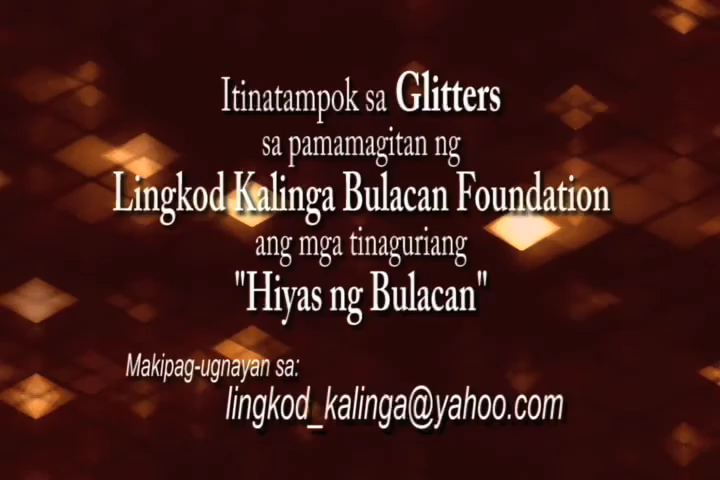 Itinatampok sa Glitters
sa pamamagitan ng
Lingkod Kalinga Bulacan Foundation
ang mga tinaguriang
"Hiyas ng Bulacan"
Makipag-ugnayan sa:
lingkod_kalinga@yahoo.com